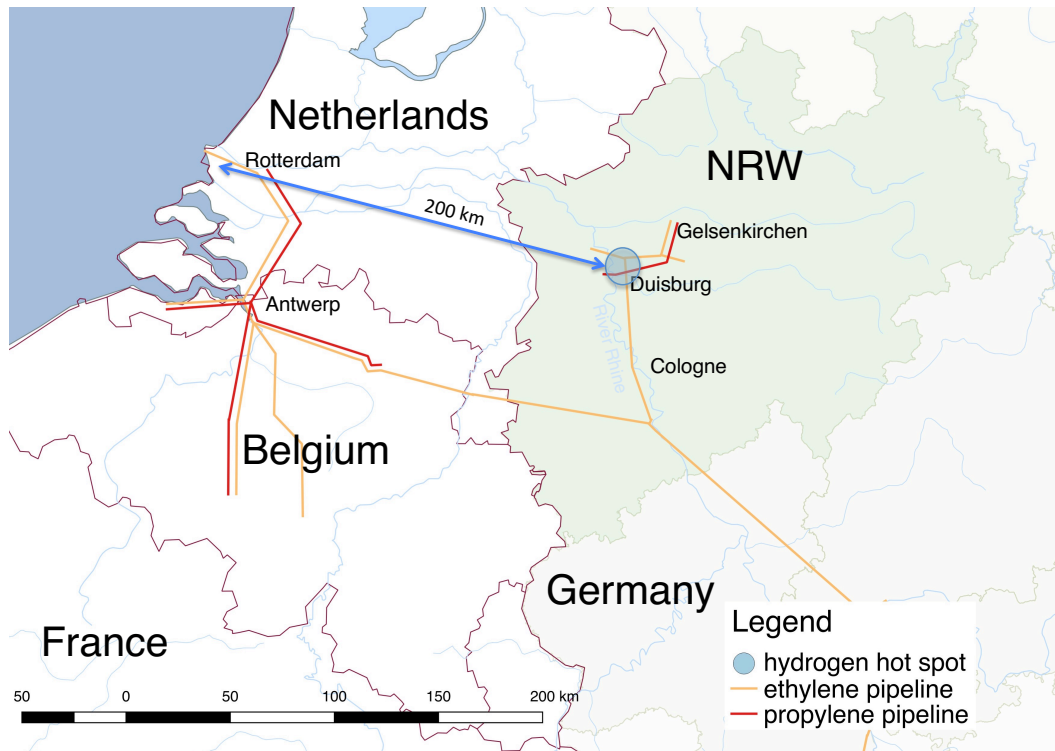 Netherlands
Rotterdam
NRW
200 km
Gelsenkirchen
Duisburg
Antwerp
River Rhine
Cologne
Belgium
Germany
France
Legend
hydrogen hot spot
ethylene pipeline
propylene pipeline
50 0 50 100 150 200 km